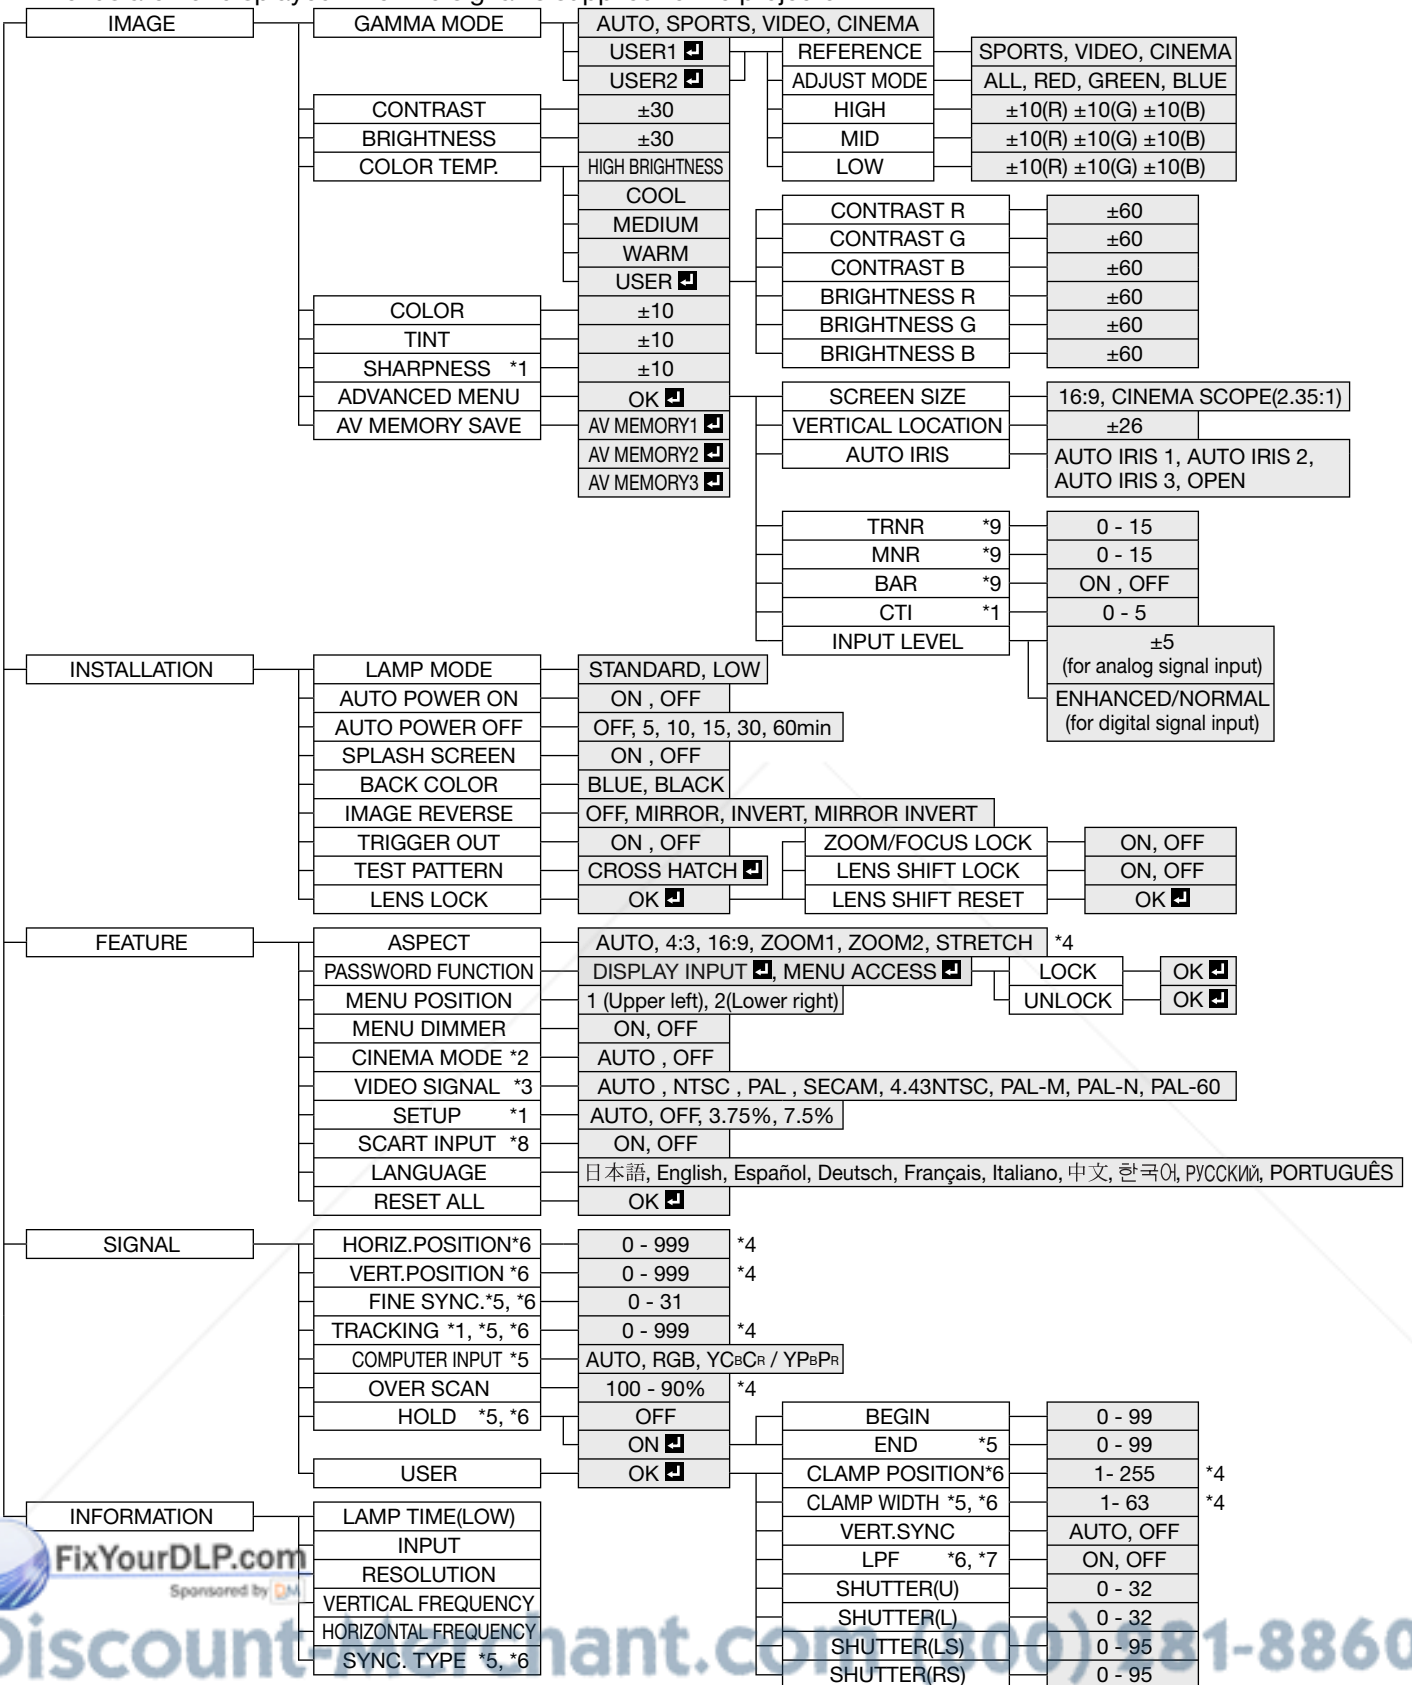 IMAGE
GAMMA MODE
AUTO, SPORTS, VIDEO, CINEMA
USER1
REFERENCE
SPORTS, VIDEO, CINEMA
USER2
ADJUST MODE
ALL, RED, GREEN, BLUE
CONTRAST
±30
HIGH
±10(R) ±10(G) ±10(B)
BRIGHTNESS
±30
MID
±10(R) ±10(G) ±10(B)
COLOR TEMP.
HIGH BRIGHTNESS
LOW
±10(R) ±10(G) ±10(B)
COOL
MEDIUM
WARM
USER
CONTRAST R
±60
CONTRAST G
±60
CONTRAST B
±60
BRIGHTNESS R
±60
BRIGHTNESS G
±60
BRIGHTNESS B
±60
COLOR
±10
TINT
±10
SHARPNESS *1
±10
ADVANCED MENU
OK
SCREEN SIZE
16:9, CINEMA SCOPE(2.35:1)
AV MEMORY SAVE
AV MEMORY1
VERTICAL LOCATION
±26
AV MEMORY2
AUTO IRIS
AUTO IRIS 1, AUTO IRIS 2,
AUTO IRIS 3, OPEN
AV MEMORY3
TRNR *9
0 - 15
MNR *9
0 - 15
BAR *9
ON , OFF
CTI *1
0 - 5
INPUT LEVEL
±5
(for analog signal input)
ENHANCED/NORMAL
(for digital signal input)
INSTALLATION
LAMP MODE
STANDARD, LOW
AUTO POWER ON
ON , OFF
AUTO POWER OFF
OFF, 5, 10, 15, 30, 60min
SPLASH SCREEN
ON , OFF
BACK COLOR
BLUE, BLACK
IMAGE REVERSE
OFF, MIRROR, INVERT, MIRROR INVERT
TRIGGER OUT
ON , OFF
ZOOM/FOCUS LOCK
ON, OFF
TEST PATTERN
CROSS HATCH
LENS SHIFT LOCK
ON, OFF
LENS LOCK
OK
LENS SHIFT RESET
OK
FEATURE
ASPECT
AUTO, 4:3, 16:9, ZOOM1, ZOOM2, STRETCH *4
PASSWORD FUNCTION
DISPLAY INPUT , MENU ACCESS
LOCK
OK
MENU POSITION
1 (Upper left), 2(Lower right)
UNLOCK
OK
MENU DIMMER
ON, OFF
CINEMA MODE *2
AUTO , OFF
VIDEO SIGNAL *3
AUTO , NTSC , PAL , SECAM, 4.43NTSC, PAL-M, PAL-N, PAL-60
SETUP *1
AUTO, OFF, 3.75%, 7.5%
SCART INPUT *8
ON, OFF
LANGUAGE
日本語, English, Español, Deutsch, Français, Italiano, 中文, 한국어, РУССКИЙ, PORTUGUÊS
RESET ALL
OK
SIGNAL
HORIZ.POSITION*6
0 - 999 *4
VERT.POSITION *6
0 - 999 *4
FINE SYNC.*5, *6
0 - 31
TRACKING *1, *5, *6
0 - 999 *4
COMPUTER INPUT *5
AUTO, RGB, YCBCR / YPBPR
OVER SCAN
100 - 90% *4
HOLD *5, *6
OFF
ON
BEGIN
0 - 99
END *5
0 - 99
USER
OK
CLAMP POSITION*6
1- 255 *4
CLAMP WIDTH *5, *6
1- 63 *4
VERT.SYNC
AUTO, OFF
LPF *6, *7
ON, OFF
SHUTTER(U)
0 - 32
SHUTTER(L)
0 - 32
SHUTTER(LS)
0 - 95
SHUTTER(RS)
0 - 95
INFORMATION
LAMP TIME(LOW)
INPUT
RESOLUTION
VERTICAL FREQUENCY
HORIZONTAL FREQUENCY
SYNC. TYPE *5, *6
FixYourDLP.com
Sponsored by DM
Discount-Merchant.com (800) 281-8860